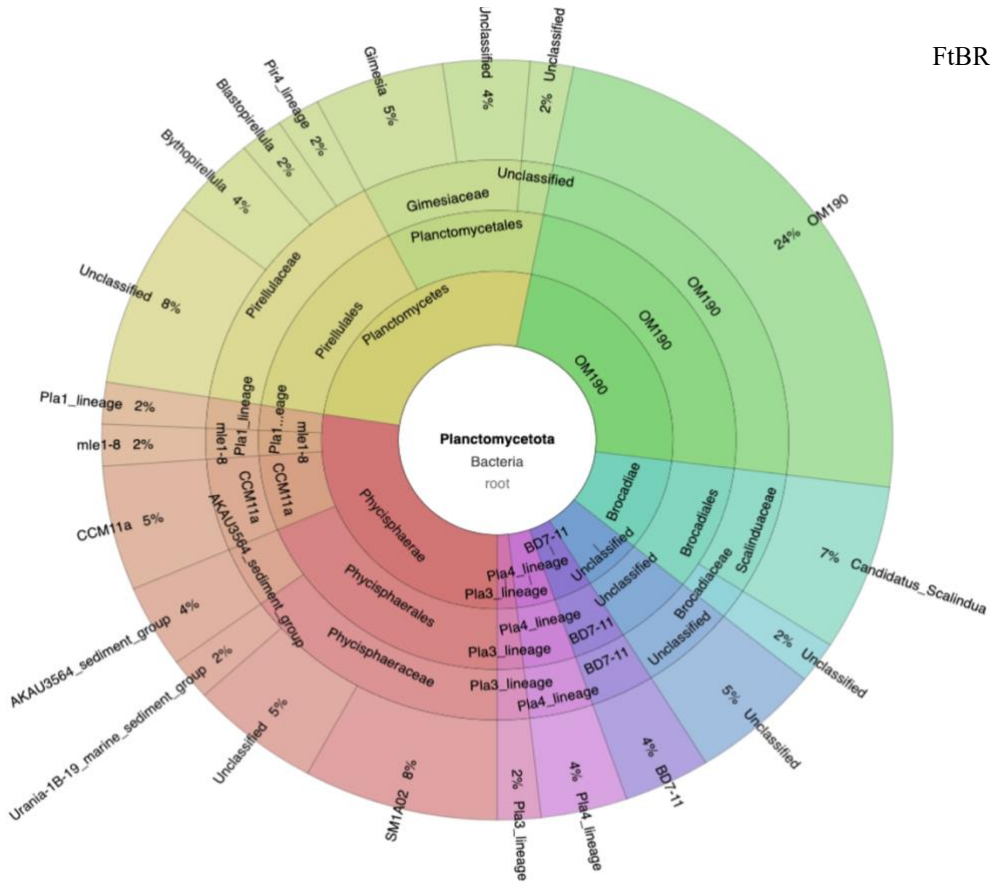 FtBR
Planctomycetota
Bacteria
root
OM190
OM190
OM190
24% OM190
Brocadiae
Brocadiales
Scalinduaceae
7% Candidatus_Scalindua
Brocadiaceae
2% Unclassified
Unclassified
Unclassified
Unclassified
5% Unclassified
BD7-11
BD7-11
BD7-11
4% BD7-11
Pla4_lineage
Pla4_lineage
Pla4_lineage
4% Pla4_lineage
Pla3_lineage
Pla3_lineage
Pla3_lineage
2% Pla3_lineage
Phycisphaerae
Phycisphaerales
Phycisphaeraceae
SM1A02 8%
Unclassified 5%
Urania-1B-19_marine_sediment_group 2%
AKAU3564_sediment_group
AKAU3564_sediment_group 4%
CCM11a
CCM11a
CCM11a 5%
mle1-8
mle1-8
mle1-8 2%
Pla1...eage
Pla1_lineage
Pla1_lineage 2%
Planctomycetes
Pirellulales
Pirellulaceae
Unclassified 8%
Bythopirellula 4%
Blastopirellula 2%
Pir4_lineage 2%
Planctomycetales
Gimesiaceae
Gimesia 5%
Unclassified 4%
Unclassified
2% Unclassified